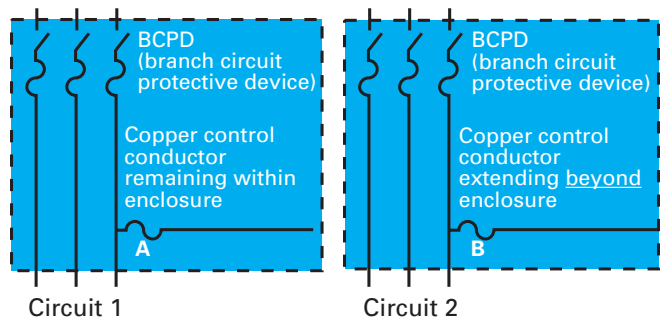 BCPD
(branch circuit
protective device)
Copper control
conductor
remaining within
enclosure
A
Circuit 1
BCPD
(branch circuit
protective device)
Copper control
conductor
extending beyond
enclosure
B
Circuit 2